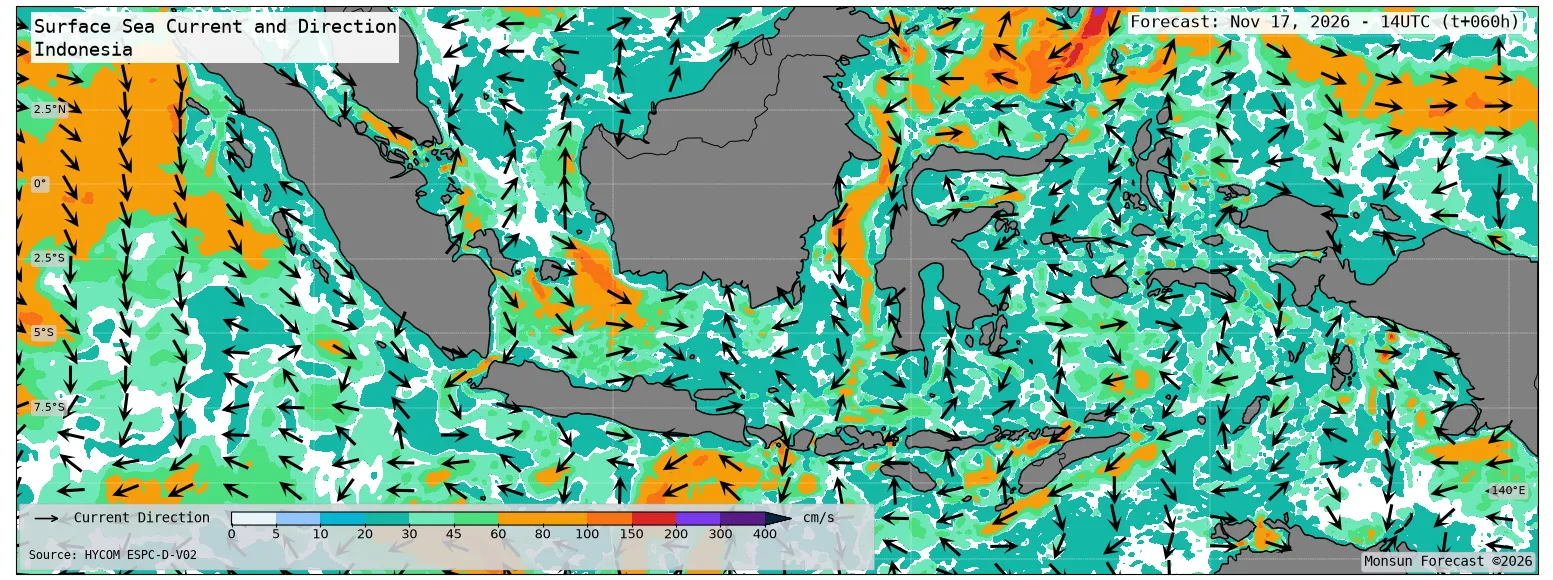 Surface Sea Current and Direction
Indonesia
Forecast: Nov 17, 2026 - 14UTC (t+060h)
2.5°N
0°
2.5°S
5°S
7.5°S
140°E
Current Direction
0 5 10 20 30 45 60 80 100 150 200 300 400 cm/s
Source: HYCOM ESPC-D-V02
Monsun Forecast ©2026